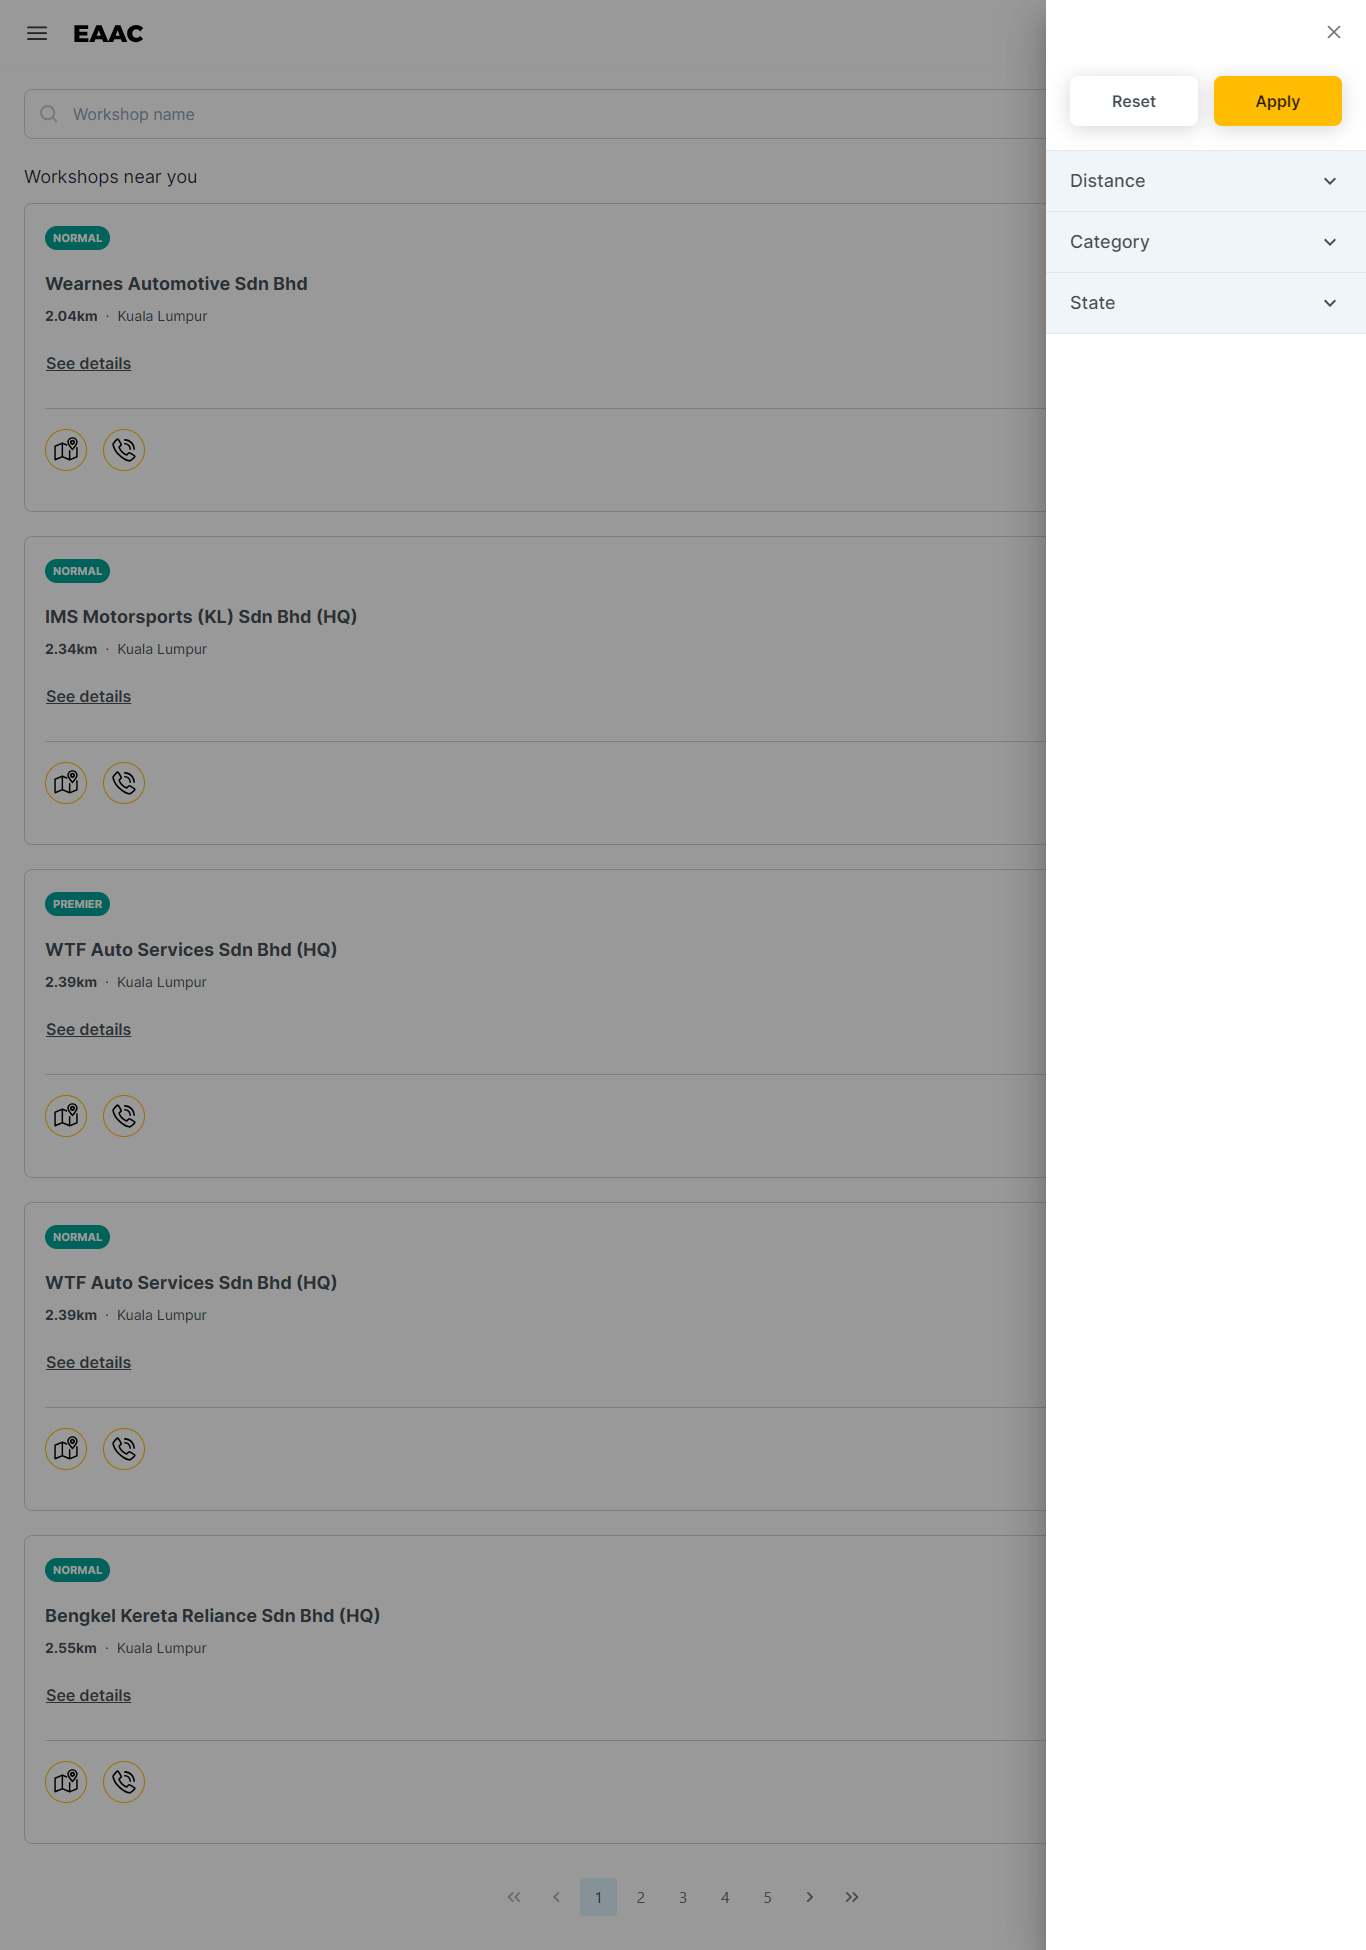 EAAC
Workshop name
Workshops near you
NORMAL
Wearnes Automotive Sdn Bhd
2.04km · Kuala Lumpur
See details
NORMAL
IMS Motorsports (KL) Sdn Bhd (HQ)
2.34km · Kuala Lumpur
See details
PREMIER
WTF Auto Services Sdn Bhd (HQ)
2.39km · Kuala Lumpur
See details
NORMAL
WTF Auto Services Sdn Bhd (HQ)
2.39km · Kuala Lumpur
See details
NORMAL
Bengkel Kereta Reliance Sdn Bhd (HQ)
2.55km · Kuala Lumpur
See details
« ‹ 1 2 3 4 5 › »
Reset Apply
Distance
Category
State